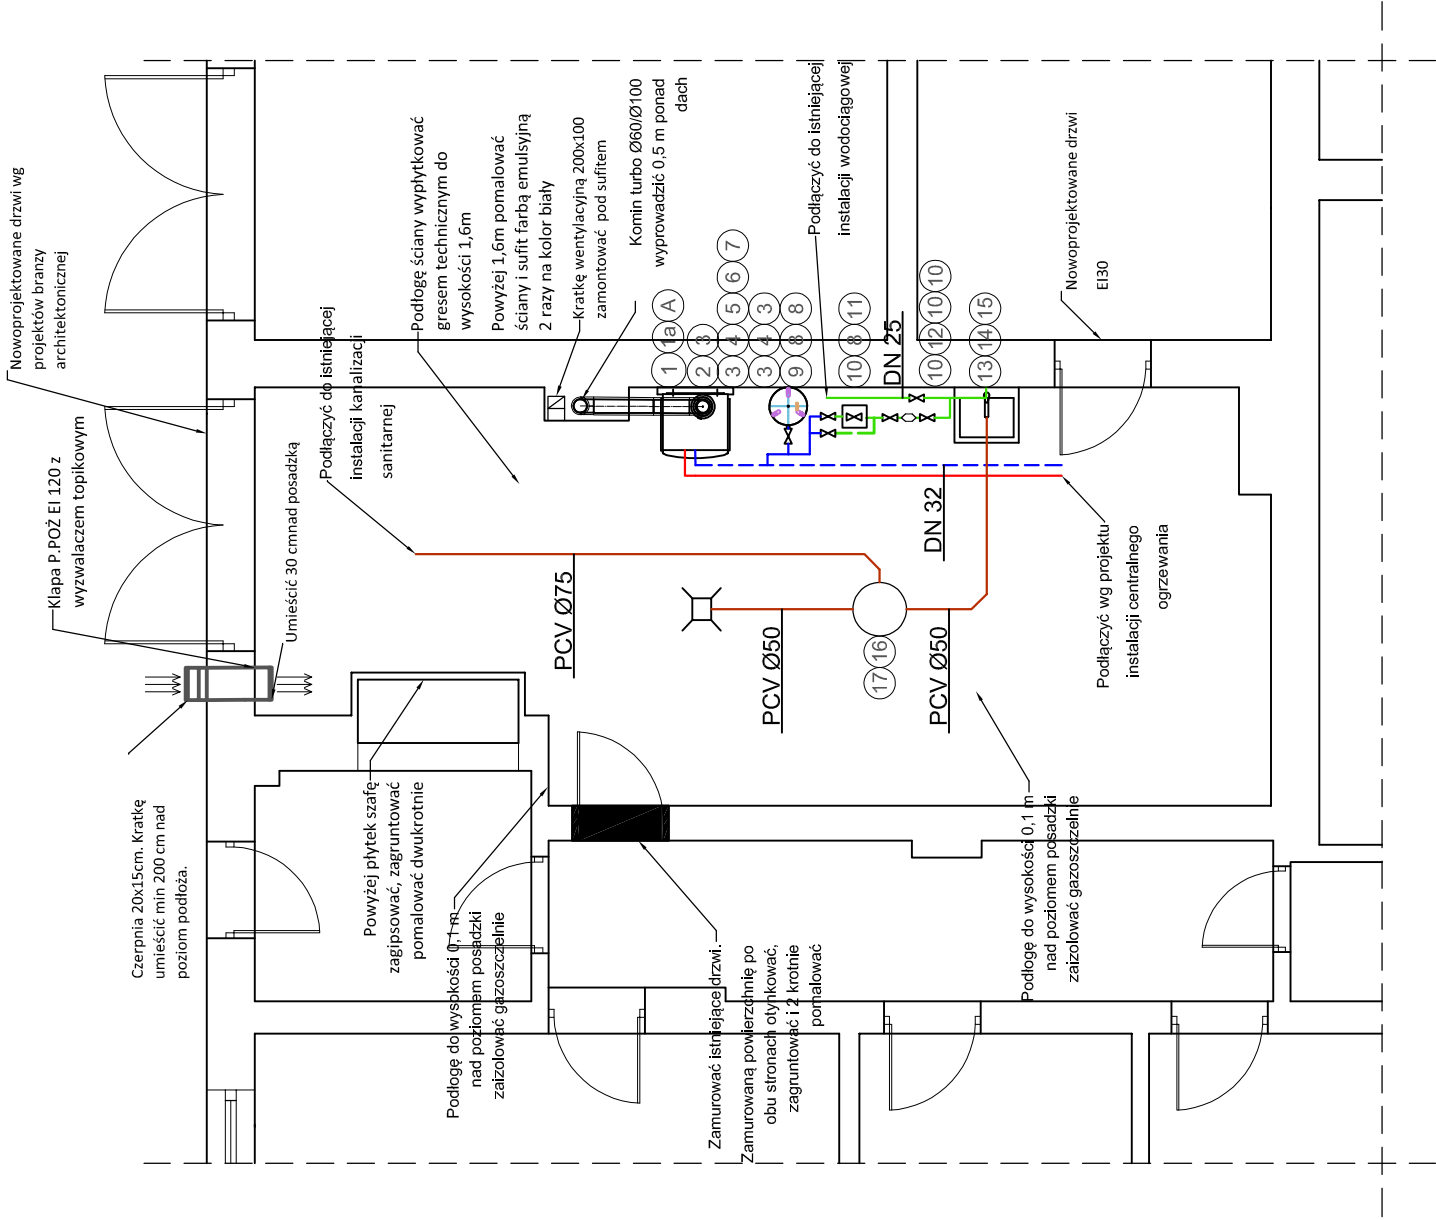 Nowoprojektowane drzwi wg
projektów branzy
architektonicznej
Klapa P.POŻ EI 120 z
wyzwalaczem topikowym
Umieścić 30 cmnad posadzką
Czerpnia 20x15cm. Kratkę
umieścić min 200 cm nad
poziom podłoża.
Podłączyć do istniejącej
instalacji kanalizacji
sanitarnej
Podłogę ściany wypłytkować
gresem technicznym do
wysokości 1,6m
Powyżej 1,6m pomalować
ściany i sufit farbą emulsyjną
2 razy na kolor biały
Kratkę wentylacyjną 200x100
zamontować pod sufitem
Komin turbo Ø60/Ø100
wyprowadzić 0,5 m ponad
dach
Podłączyć do istniejącej
instalacji wodociągowej
Nowoprojektowane drzwi
EI30
1 1a A
2 3
3 4 5 6 7
3 4 3
9 8 8
10 8 11
DN 25
10 12 10 10
13 14 15
DN 32
PCV Ø75
PCV Ø50
17 16
PCV Ø50
Podłączyć wg projektu
instalacji centralnego
ogrzewania
Powyżej płytek szafę
zagipsować, zagruntować
pomalować dwukrotnie
Podłogę do wysokości 0,1 m
nad poziomem posadzki
zaizolować gazoszczelnie
Zamurować istniejące drzwi.
Zamurowaną powierzchnię po
obu stronach otynkować,
zagruntować i 2 krotnie
pomalować
Podłogę do wysokości 0,1 m
nad poziomem posadzki
zaizolować gazoszczelnie